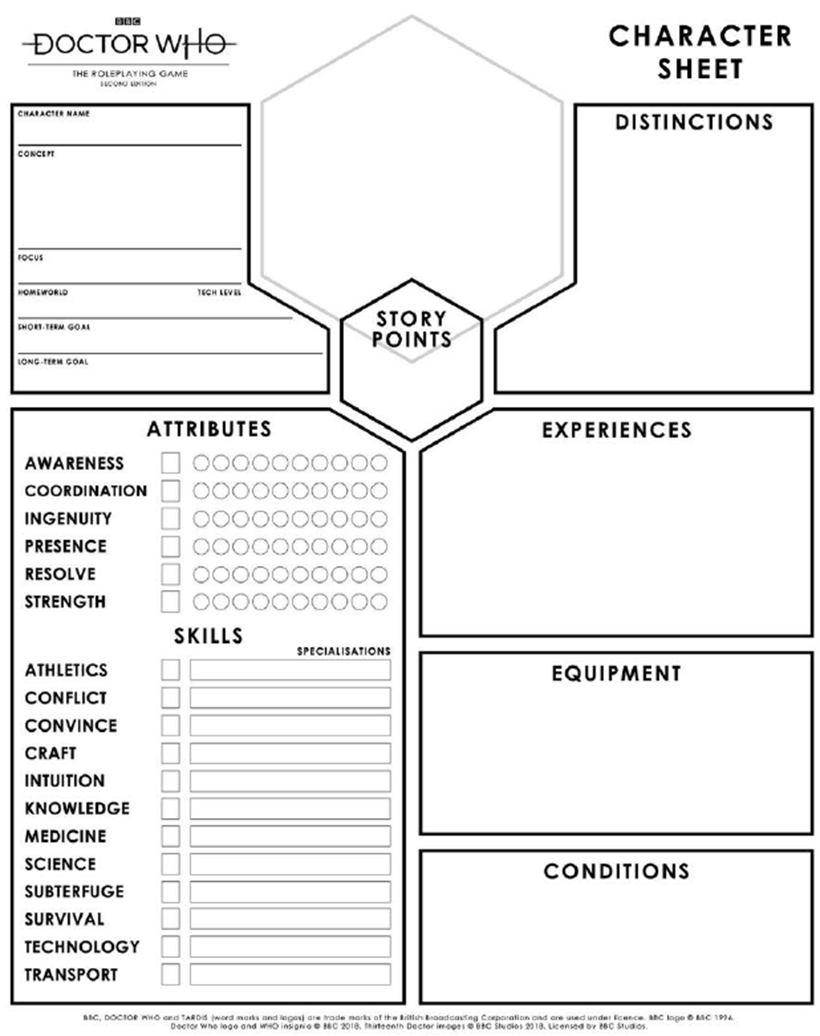 BBC
DOCTOR WHO
THE ROLEPLAYING GAME
SECOND EDITION
CHARACTER
SHEET
CHARACTER NAME
CONCEPT
FOCUS
HOMEWORLD TECH LEVEL
SHORT-TERM GOAL
LONG-TERM GOAL
DISTINCTIONS
STORY
POINTS
ATTRIBUTES
AWARENESS
COORDINATION
INGENUITY
PRESENCE
RESOLVE
STRENGTH
SKILLS
SPECIALISATIONS
ATHLETICS
CONFLICT
CONVINCE
CRAFT
INTUITION
KNOWLEDGE
MEDICINE
SCIENCE
SUBTERFUGE
SURVIVAL
TECHNOLOGY
TRANSPORT
EXPERIENCES
EQUIPMENT
CONDITIONS
BBC, DOCTOR WHO and TARDIS (word marks and logos) are trade marks of the British Broadcasting Corporation and are used under licence. BBC logo © BBC 1996.
Doctor Who logo and WHO insignia © BBC 2018. Thirteenth Doctor images © BBC Studios 2018. Licensed by BBC Studios.